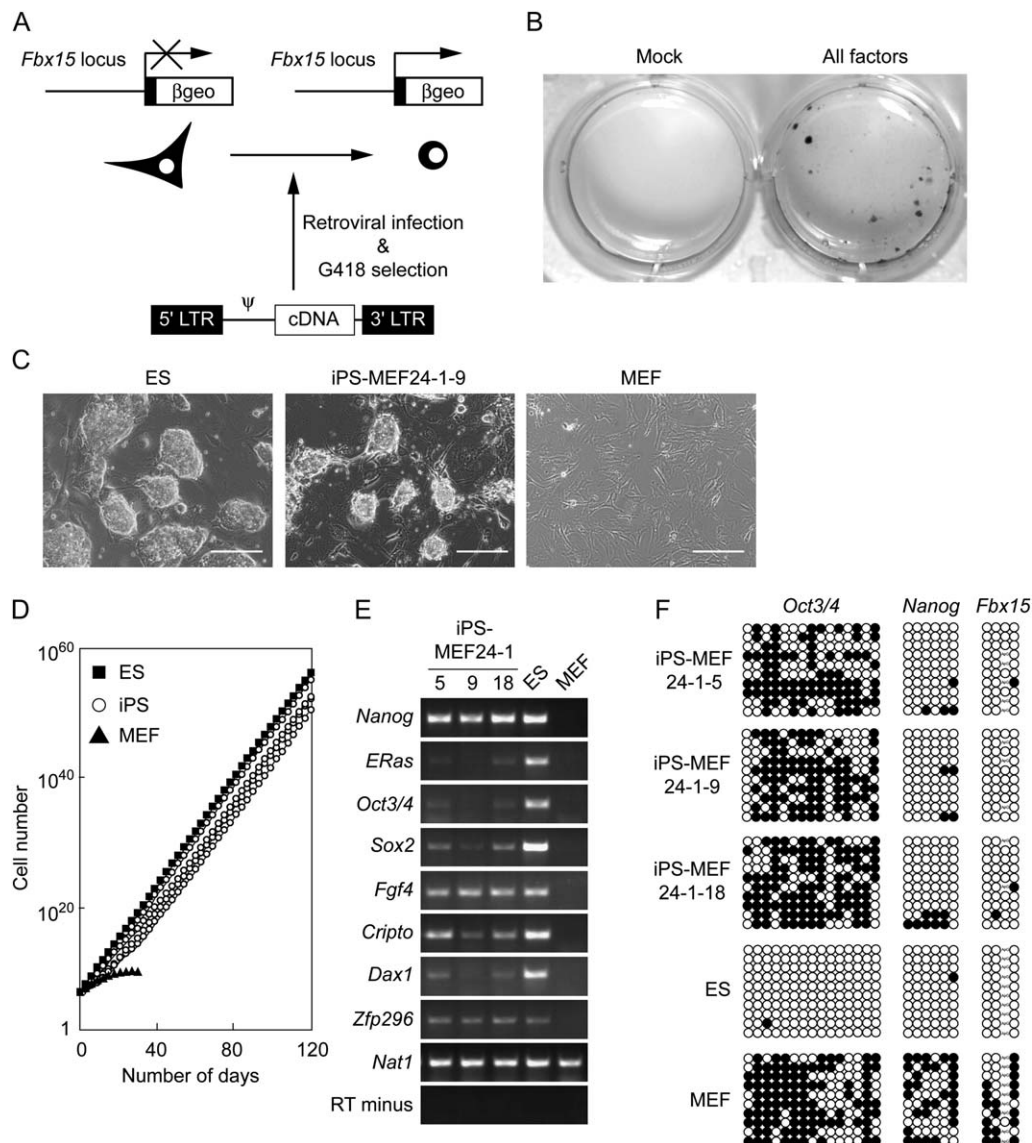 A
Fbx15 locus
βgeo
Fbx15 locus
βgeo
Retroviral infection
&
G418 selection
ψ
5' LTR
cDNA
3' LTR
B
Mock
All factors
C
ES
iPS-MEF24-1-9
MEF
D
Cell number
10^60
10^40
10^20
1
ES
iPS
MEF
0
40
80
120
Number of days
E
iPS-
MEF24-1
5 9 18 ES MEF
Nanog
ERas
Oct3/4
Sox2
Fgf4
Cripto
Dax1
Zfp296
Nat1
RT minus
F
Oct3/4 Nanog Fbx15
iPS-MEF
24-1-5
iPS-MEF
24-1-9
iPS-MEF
24-1-18
ES
MEF